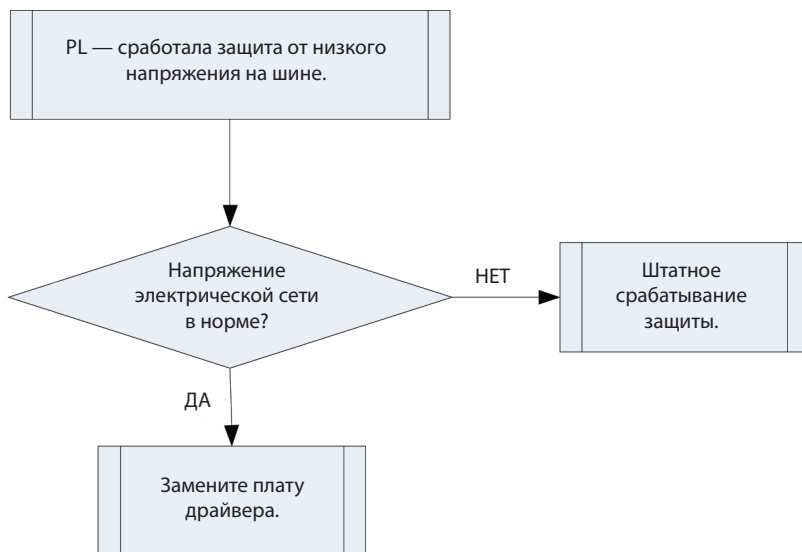 PL — сработала защита от низкого
напряжения на шине.
Напряжение
электрической сети
в норме?
НЕТ
Штатное
срабатывание
защиты.
ДА
Замените плату
драйвера.